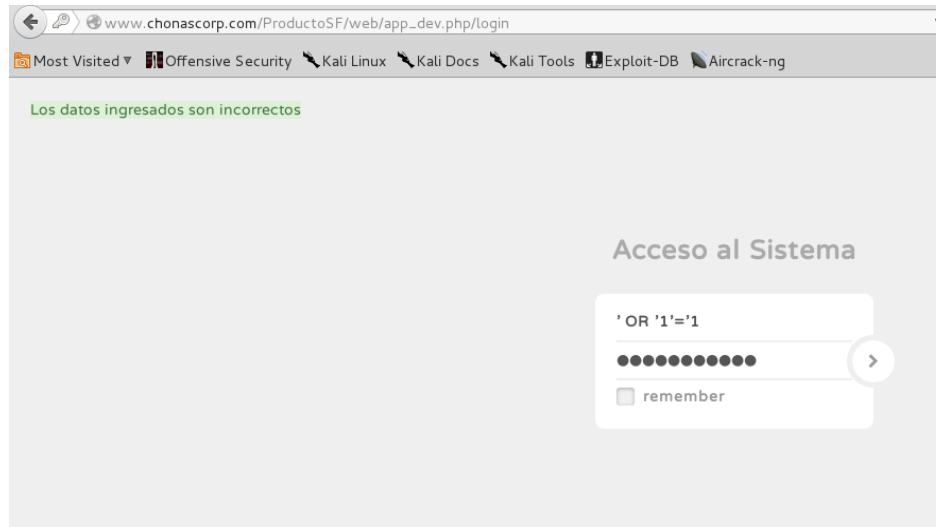 www.chonascorp.com/ProductoSF/web/app_dev.php/login
Most Visited Offensive Security Kali Linux Kali Docs Kali Tools Exploit-DB Aircrack-ng
Los datos ingresados son incorrectos
Acceso al Sistema
' OR '1'='1
●●●●●●●●●●●
remember